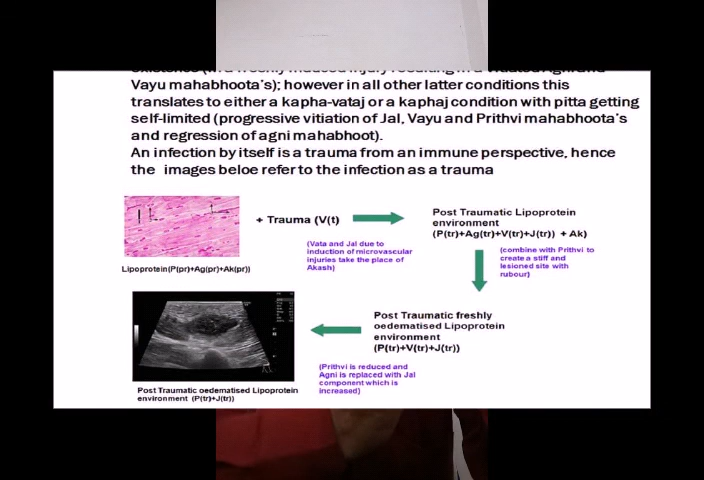 Vayu mahabhoota's); however in all other latter conditions this
translates to either a kapha-vataj or a kaphaj condition with pitta getting
self-limited (progressive vitiation of Jal, Vayu and Prithvi mahabhoota's
and regression of agni mahabhoot).
An infection by itself is a trauma from an immune perspective, hence
the images beloe refer to the infection as a trauma
+ Trauma (V(t)
(Vata and Jal due to
induction of microvascular
injuries take the place of
Akash)
Post Traumatic Lipoprotein
environment
(P(tr)+Ag(tr)+V(tr)+J(tr)) + Ak)
Lipoprotein(P(pr)+Ag(pr)+Ak(pr))
(combine with Prithvi to
create a stiff and
lesioned site with
rubour)
Post Traumatic freshly
oedematised Lipoprotein
environment
(P(tr)+V(tr)+J(tr))
(Prithvi is reduced and
Agni is replaced with Jal
component which is
increased)
Post Traumatic oedematised Lipoprotein
environment (P(tr)+J(tr))